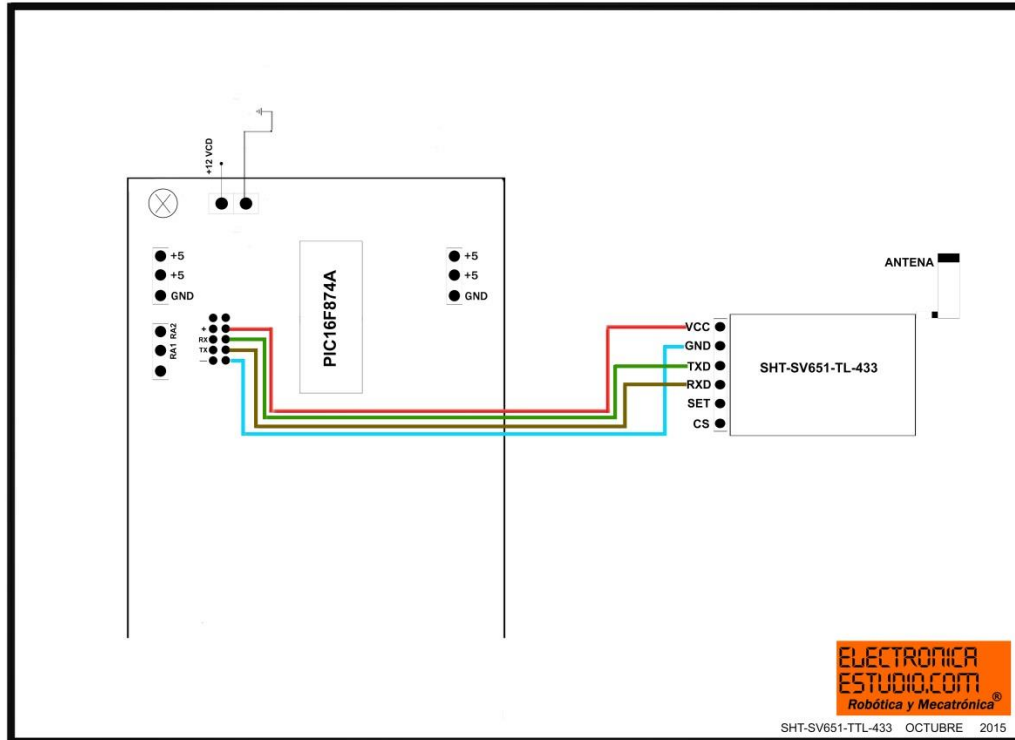 +12 VCD
+5
+5
GND
RA2
RA1
+
RX
TX
—
PIC16F874A
+5
+5
GND
ANTENA
VCC
GND
TXD
RXD
SET
CS
SHT-SV651-TL-433
ELECTRONICA
ESTUDIO.COM
Robótica y Mecatrónica®
SHT-SV651-TTL-433 OCTUBRE 2015